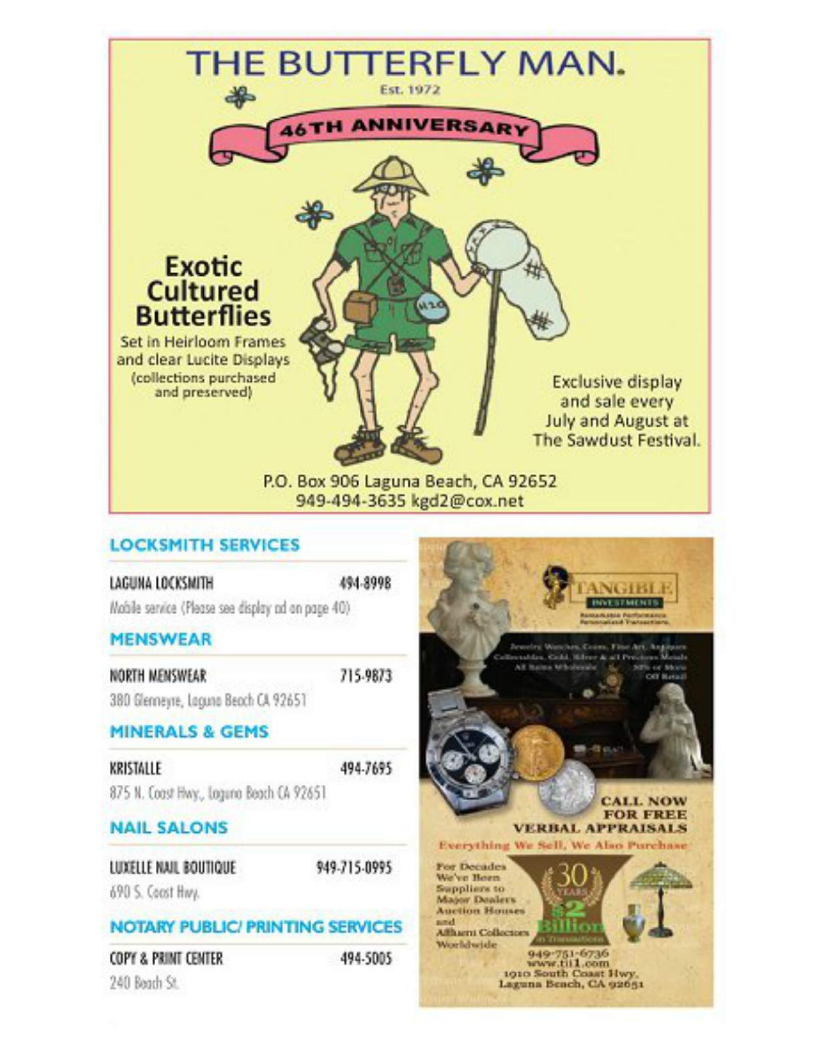 THE BUTTERFLY MAN.
Est. 1972
46TH ANNIVERSARY
H2O
Exotic
Cultured
Butterflies
Set in Heirloom Frames
and clear Lucite Displays
(collections purchased
and preserved)
Exclusive display
and sale every
July and August at
The Sawdust Festival.
P.O. Box 906 Laguna Beach, CA 92652
949-494-3635 kgd2@cox.net
LOCKSMITH SERVICES
LAGUNA LOCKSMITH 494-8998
Mobile service (Please see display ad on page 40)
MENSWEAR
NORTH MENSWEAR 715-9873
380 Glenneyre, Laguna Beach CA 92651
MINERALS & GEMS
KRISTALLE 494-7695
875 N. Coast Hwy., Laguna Beach CA 92651
NAIL SALONS
LUXELLE NAIL BOUTIQUE 949-715-0995
690 S. Coast Hwy.
NOTARY PUBLIC/ PRINTING SERVICES
COPY & PRINT CENTER 494-5005
240 Beach St.
TANGIBLE
INVESTMENTS
Remarkable Performance.
Personalized Transactions.
Jewelry, Watches, Coins, Fine Art, Antiques
Collectables, Gold, Silver & all Precious Metals
All Items Wholesale 50% or More
Off Retail
CALL NOW
FOR FREE
VERBAL APPRAISALS
Everything We Sell, We Also Purchase
For Decades
We've Been
Suppliers to
Major Dealers
Auction Houses
and
Affluent Collectors
Worldwide
30
YEARS
$2
Billion
in Transactions
949-751-6736
www.tii1.com
1910 South Coast Hwy.
Laguna Beach, CA 92651